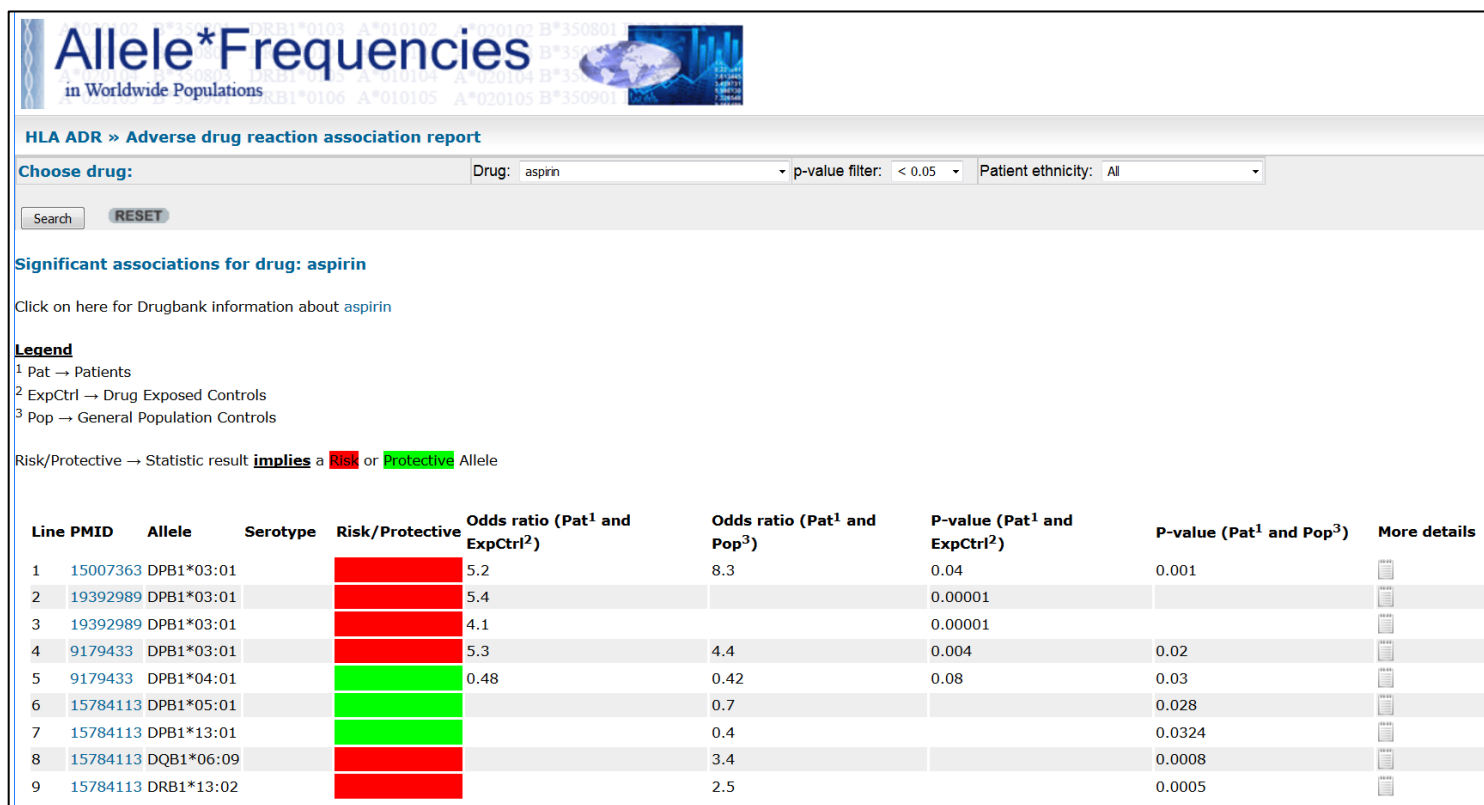 Allele*Frequencies
in Worldwide Populations
HLA ADR » Adverse drug reaction association report
Choose drug: Drug: aspirin p-value filter: < 0.05 Patient ethnicity: All
Search RESET
Significant associations for drug: aspirin
Click on here for Drugbank information about aspirin
Legend
1 Pat → Patients
2 ExpCtrl → Drug Exposed Controls
3 Pop → General Population Controls
Risk/Protective → Statistic result implies a Risk or Protective Allele
Line PMID Allele Serotype Risk/Protective Odds ratio (Pat1 and ExpCtrl2) Odds ratio (Pat1 and Pop3) P-value (Pat1 and ExpCtrl2) P-value (Pat1 and Pop3) More details
1 15007363 DPB1*03:01 5.2 8.3 0.04 0.001
2 19392989 DPB1*03:01 5.4 0.00001
3 19392989 DPB1*03:01 4.1 0.00001
4 9179433 DPB1*03:01 5.3 4.4 0.004 0.02
5 9179433 DPB1*04:01 0.48 0.42 0.08 0.03
6 15784113 DPB1*05:01 0.7 0.028
7 15784113 DPB1*13:01 0.4 0.0324
8 15784113 DQB1*06:09 3.4 0.0008
9 15784113 DRB1*13:02 2.5 0.0005